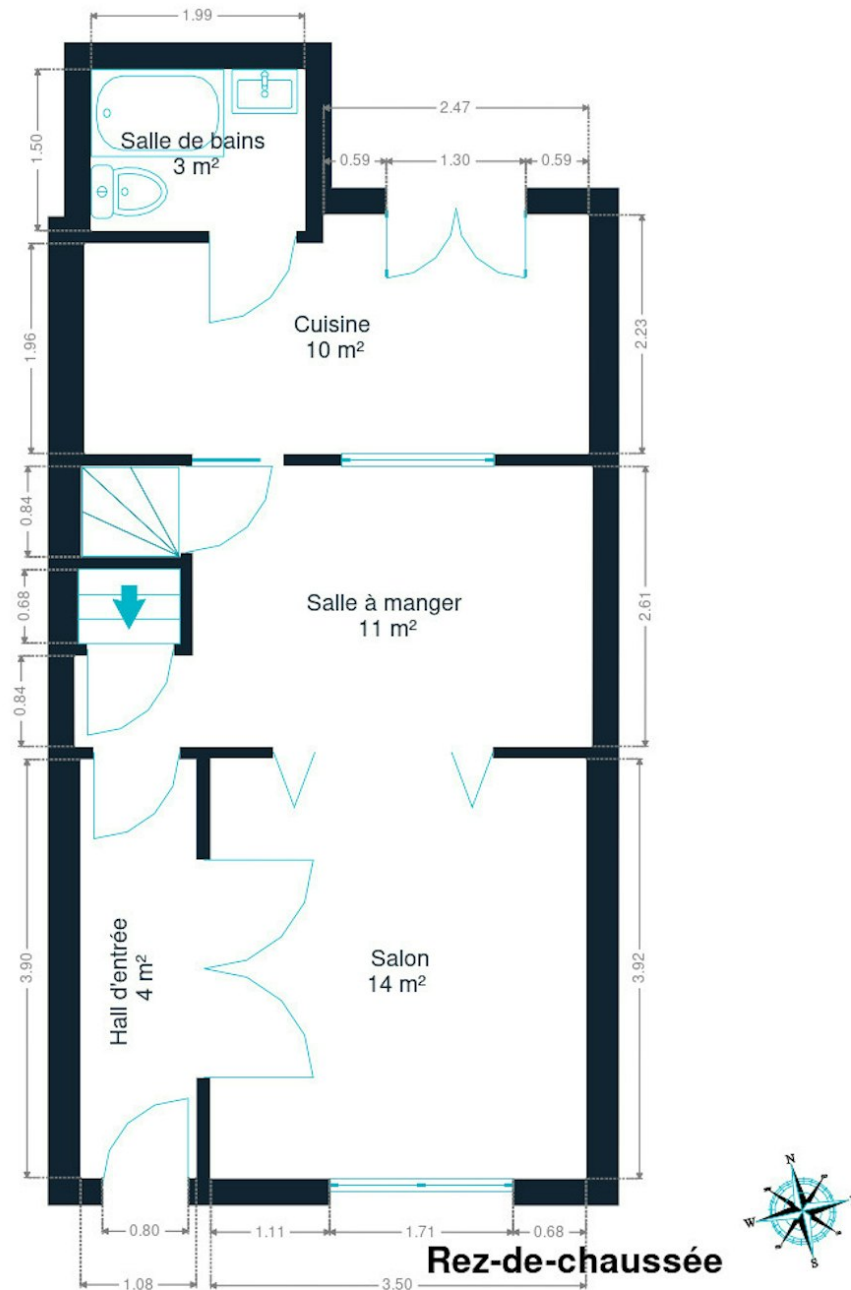 1.99
2.47
0.59
1.30
0.59
1.50
Salle de bains
3 m²
1.96
Cuisine
10 m²
2.23
0.84
0.68
Salle à manger
11 m²
2.61
0.84
3.90
Hall d'entrée
4 m²
Salon
14 m²
3.92
N
W
S
0.80
1.11
1.71
0.68
Rez-de-chaussée
1.08
3.50